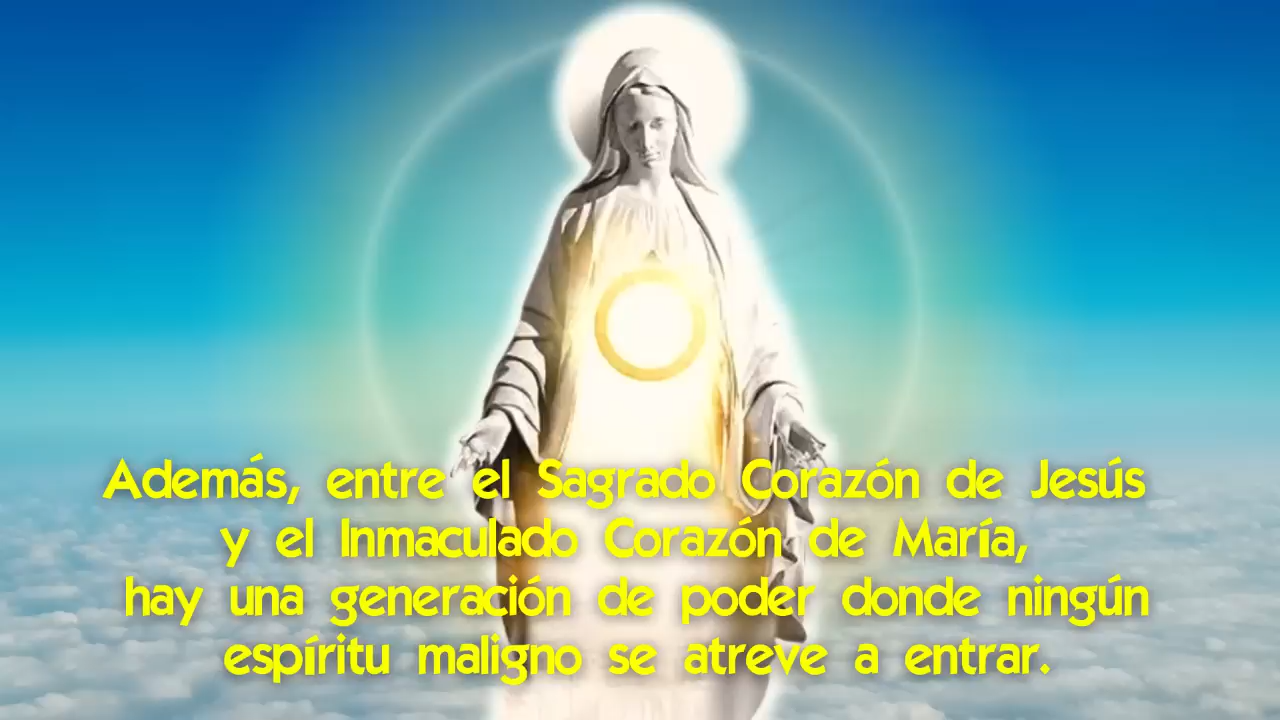 Además, entre el Sagrado Corazón de Jesús
y el Inmaculado Corazón de María,
hay una generación de poder donde ningún
espíritu maligno se atreve a entrar.